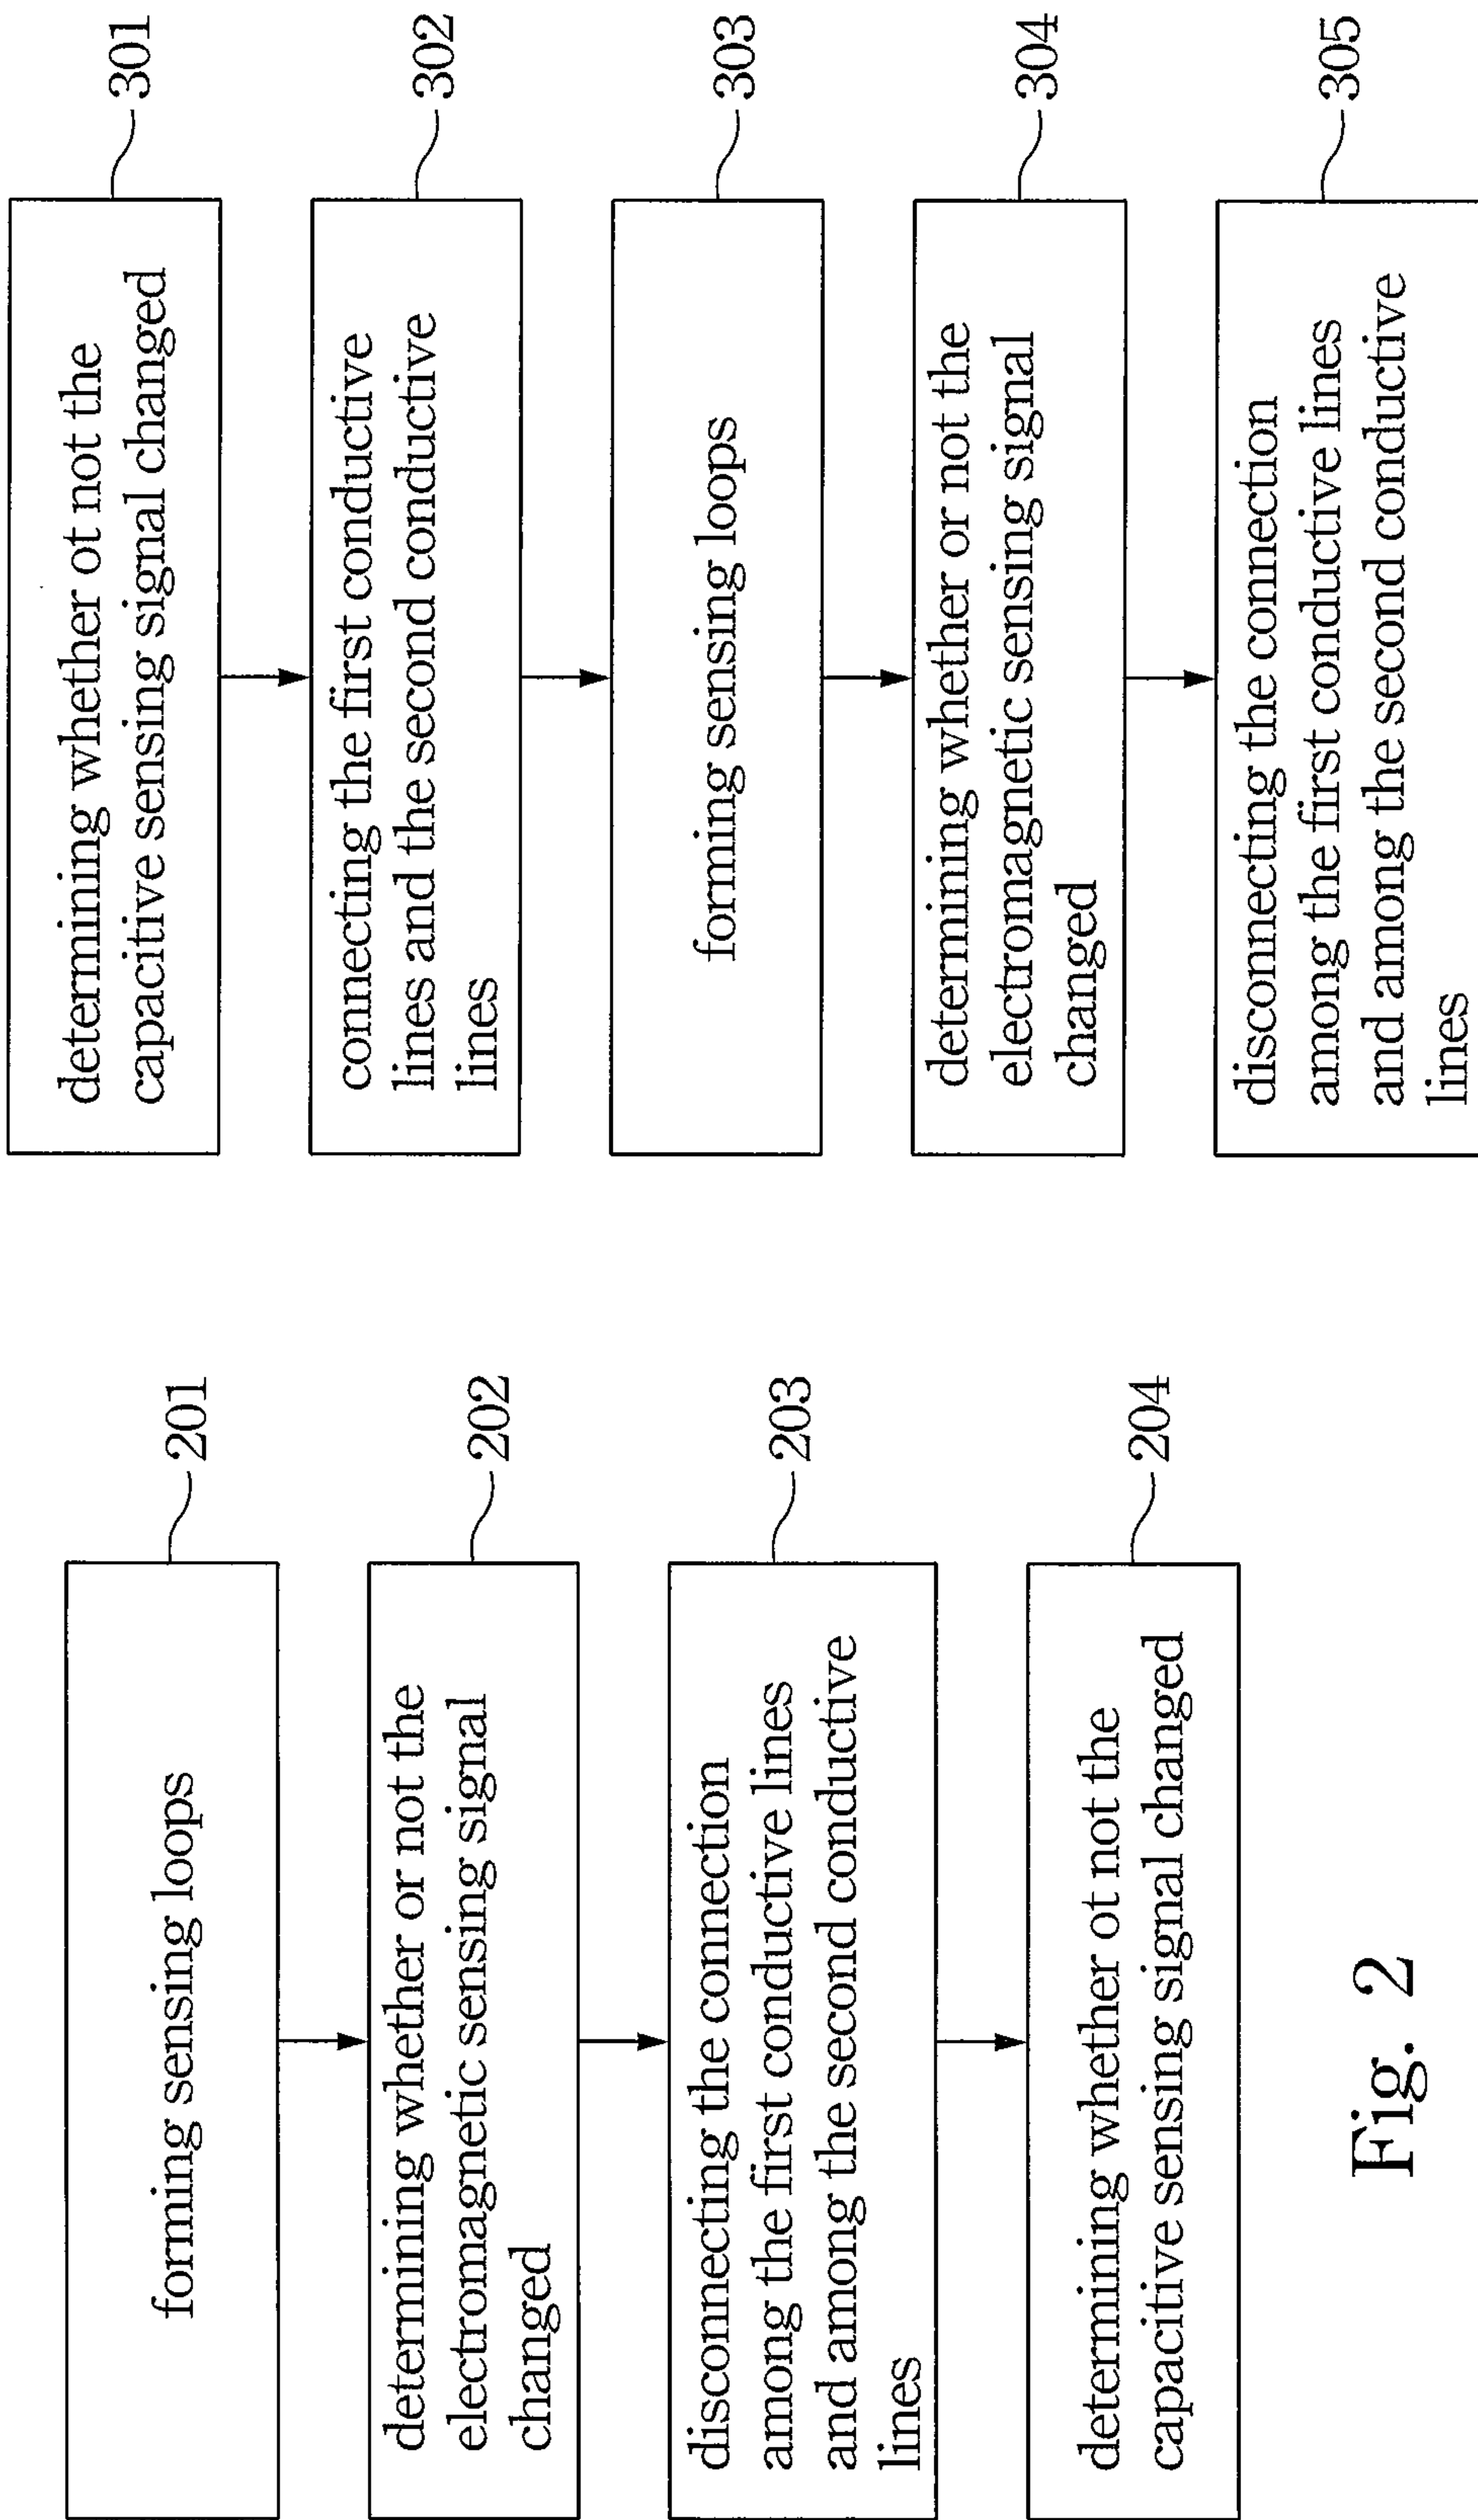 forming sensing loops
201
determining whether or not the
electromagnetic sensing signal
changed
202
disconnecting the connection
among the first conductive lines
and among the second conductive
lines
203
determining whether ot not the
capacitive sensing signal changed
204
Fig. 2
determining whether ot not the
capacitive sensing signal changed
301
connecting the first conductive
lines and the second conductive
lines
302
forming sensing loops
303
determining whether or not the
electromagnetic sensing signal
changed
304
disconnecting the connection
among the first conductive lines
and among the second conductive
lines
305